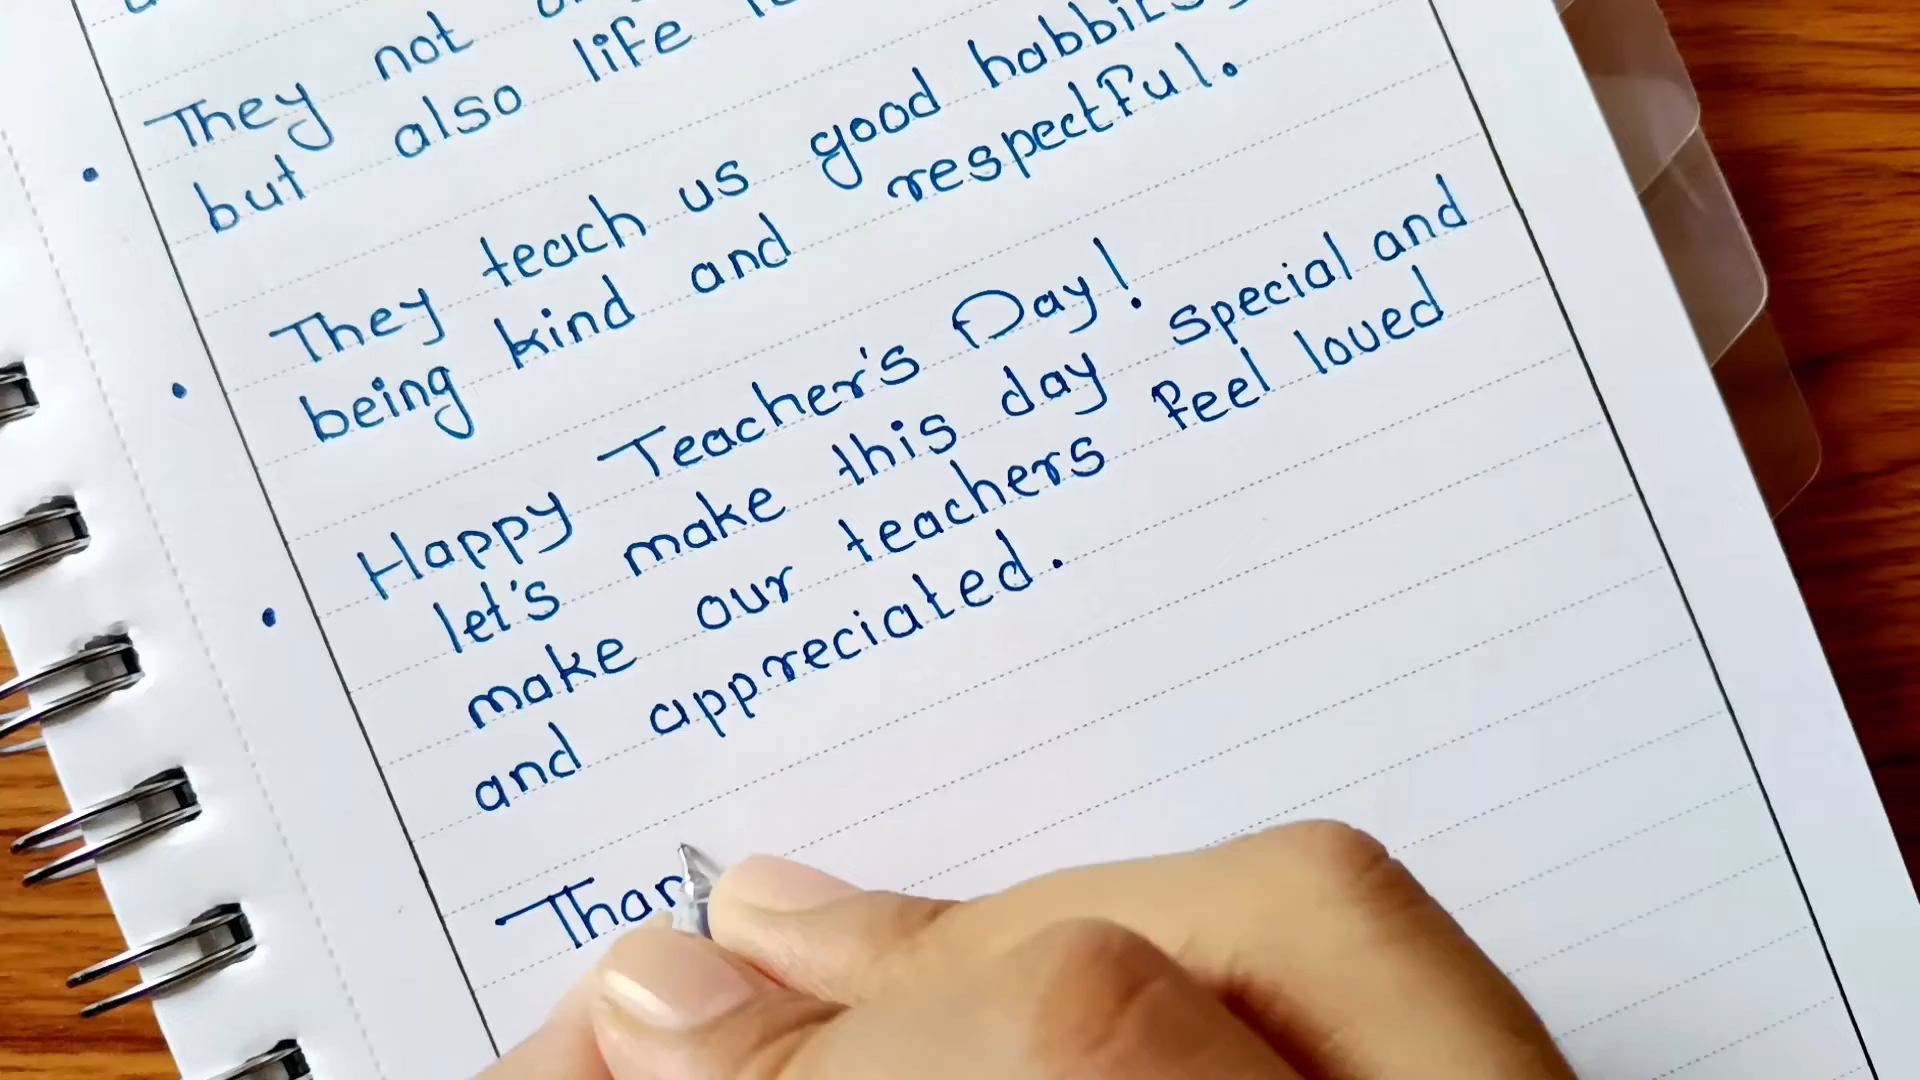 They not
but also life
• They teach us good habbits,
being kind and respectful.
• Happy Teacher's Day!
let's make this day special and
make our teachers feel loved
and appreciated.
•
Than